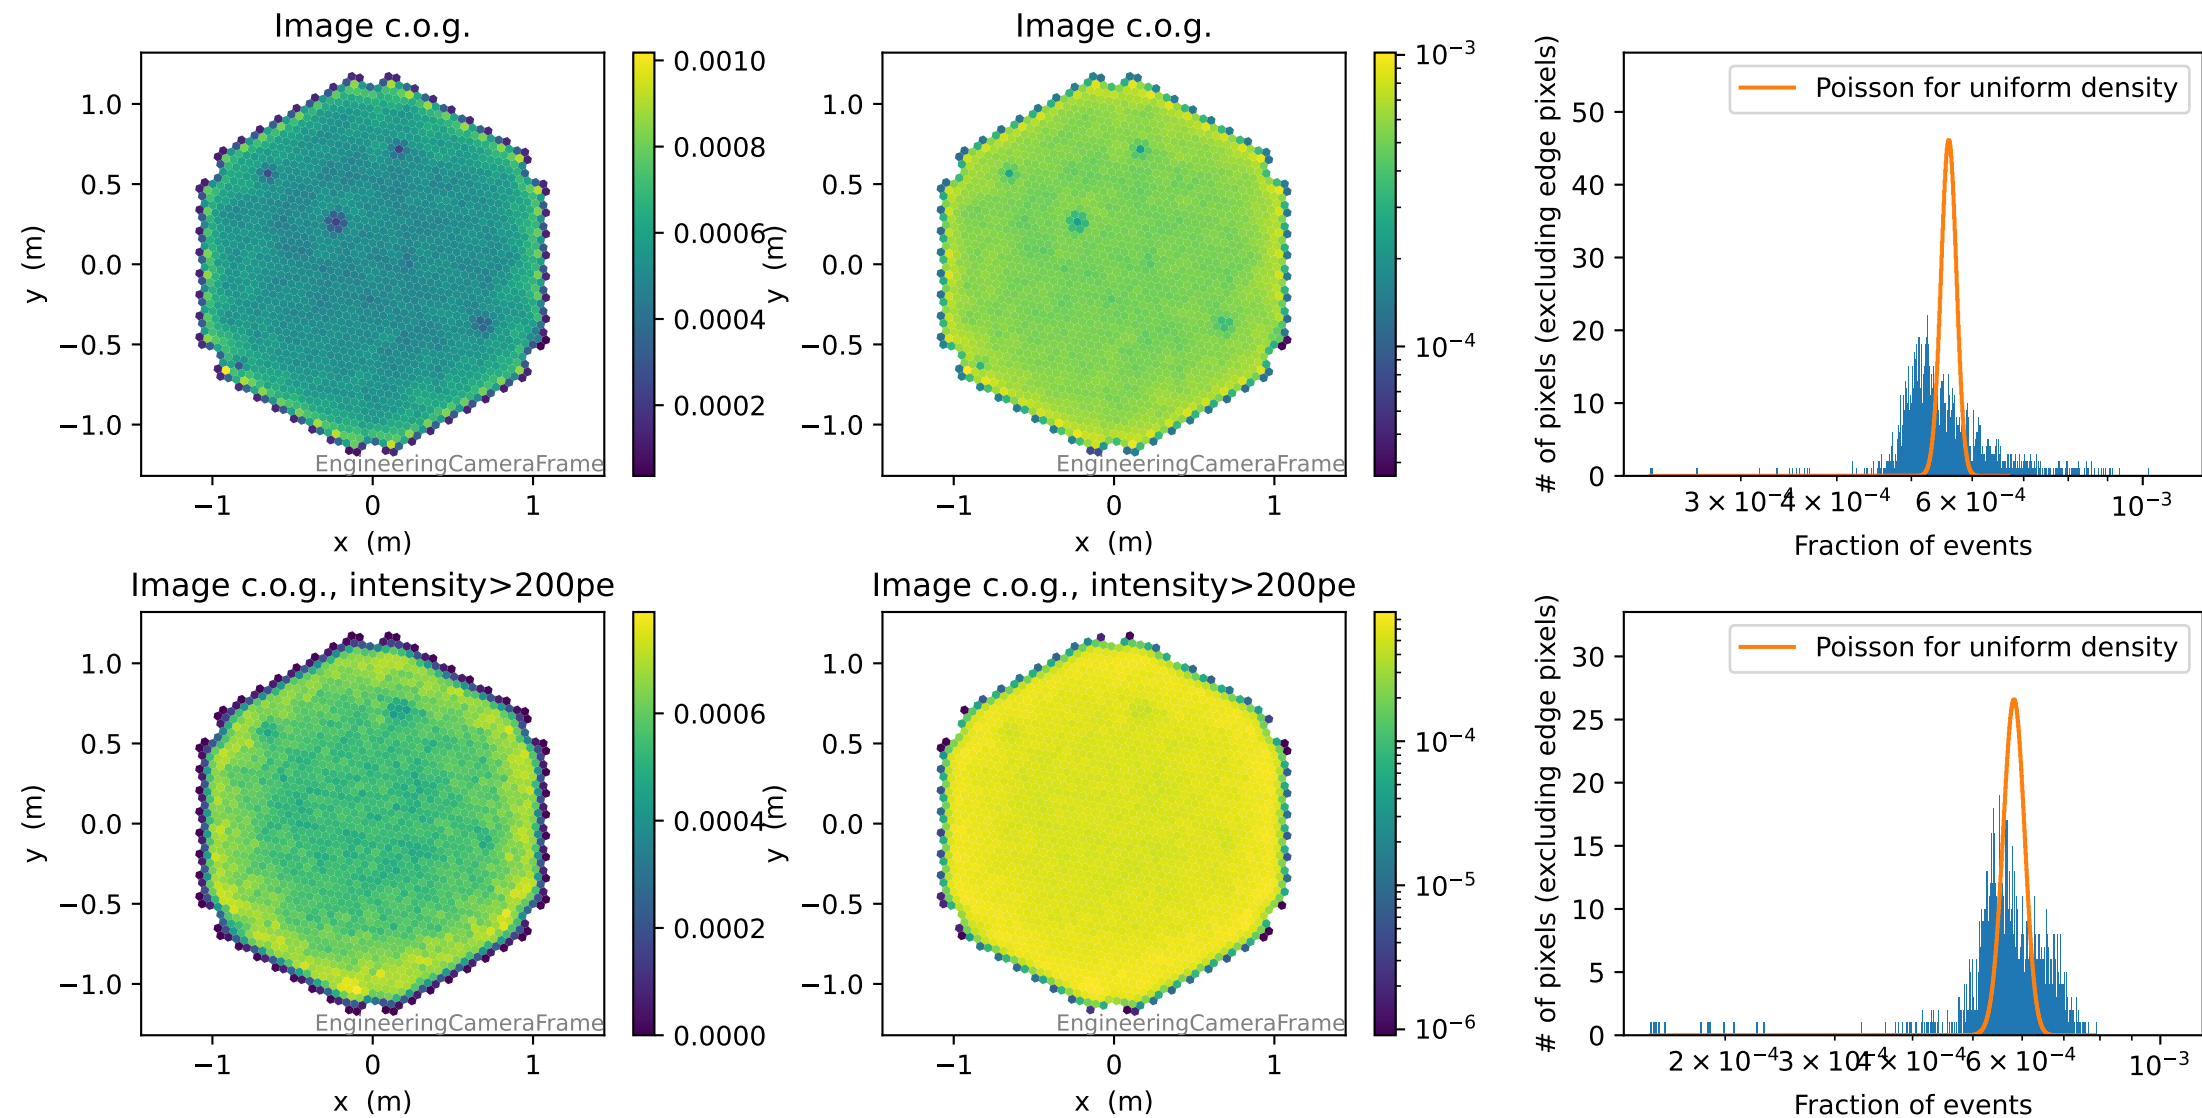 Image c.o.g.
1.0
0.5
0.0
−0.5
−1.0
y (m)
−1 0 1
x (m)
EngineeringCameraFrame
0.0010
0.0008
0.0006
0.0004
0.0002
Image c.o.g.
1.0
0.5
0.0
−0.5
−1.0
y (m)
−1 0 1
x (m)
EngineeringCameraFrame
10⁻³
10⁻⁴
Poisson for uniform density
50
40
30
20
10
0
# of pixels (excluding edge pixels)
3 × 10⁻⁴ 4 × 10⁻⁴ 6 × 10⁻⁴ 10⁻³
Fraction of events
Image c.o.g., intensity>200pe
1.0
0.5
0.0
−0.5
−1.0
y (m)
−1 0 1
x (m)
EngineeringCameraFrame
0.0006
0.0004
0.0002
0.0000
Image c.o.g., intensity>200pe
1.0
0.5
0.0
−0.5
−1.0
y (m)
−1 0 1
x (m)
EngineeringCameraFrame
10⁻⁴
10⁻⁵
10⁻⁶
Poisson for uniform density
30
25
20
15
10
5
0
# of pixels (excluding edge pixels)
2 × 10⁻⁴ 3 × 10⁻⁴ 4 × 10⁻⁴ 6 × 10⁻⁴ 10⁻³
Fraction of events